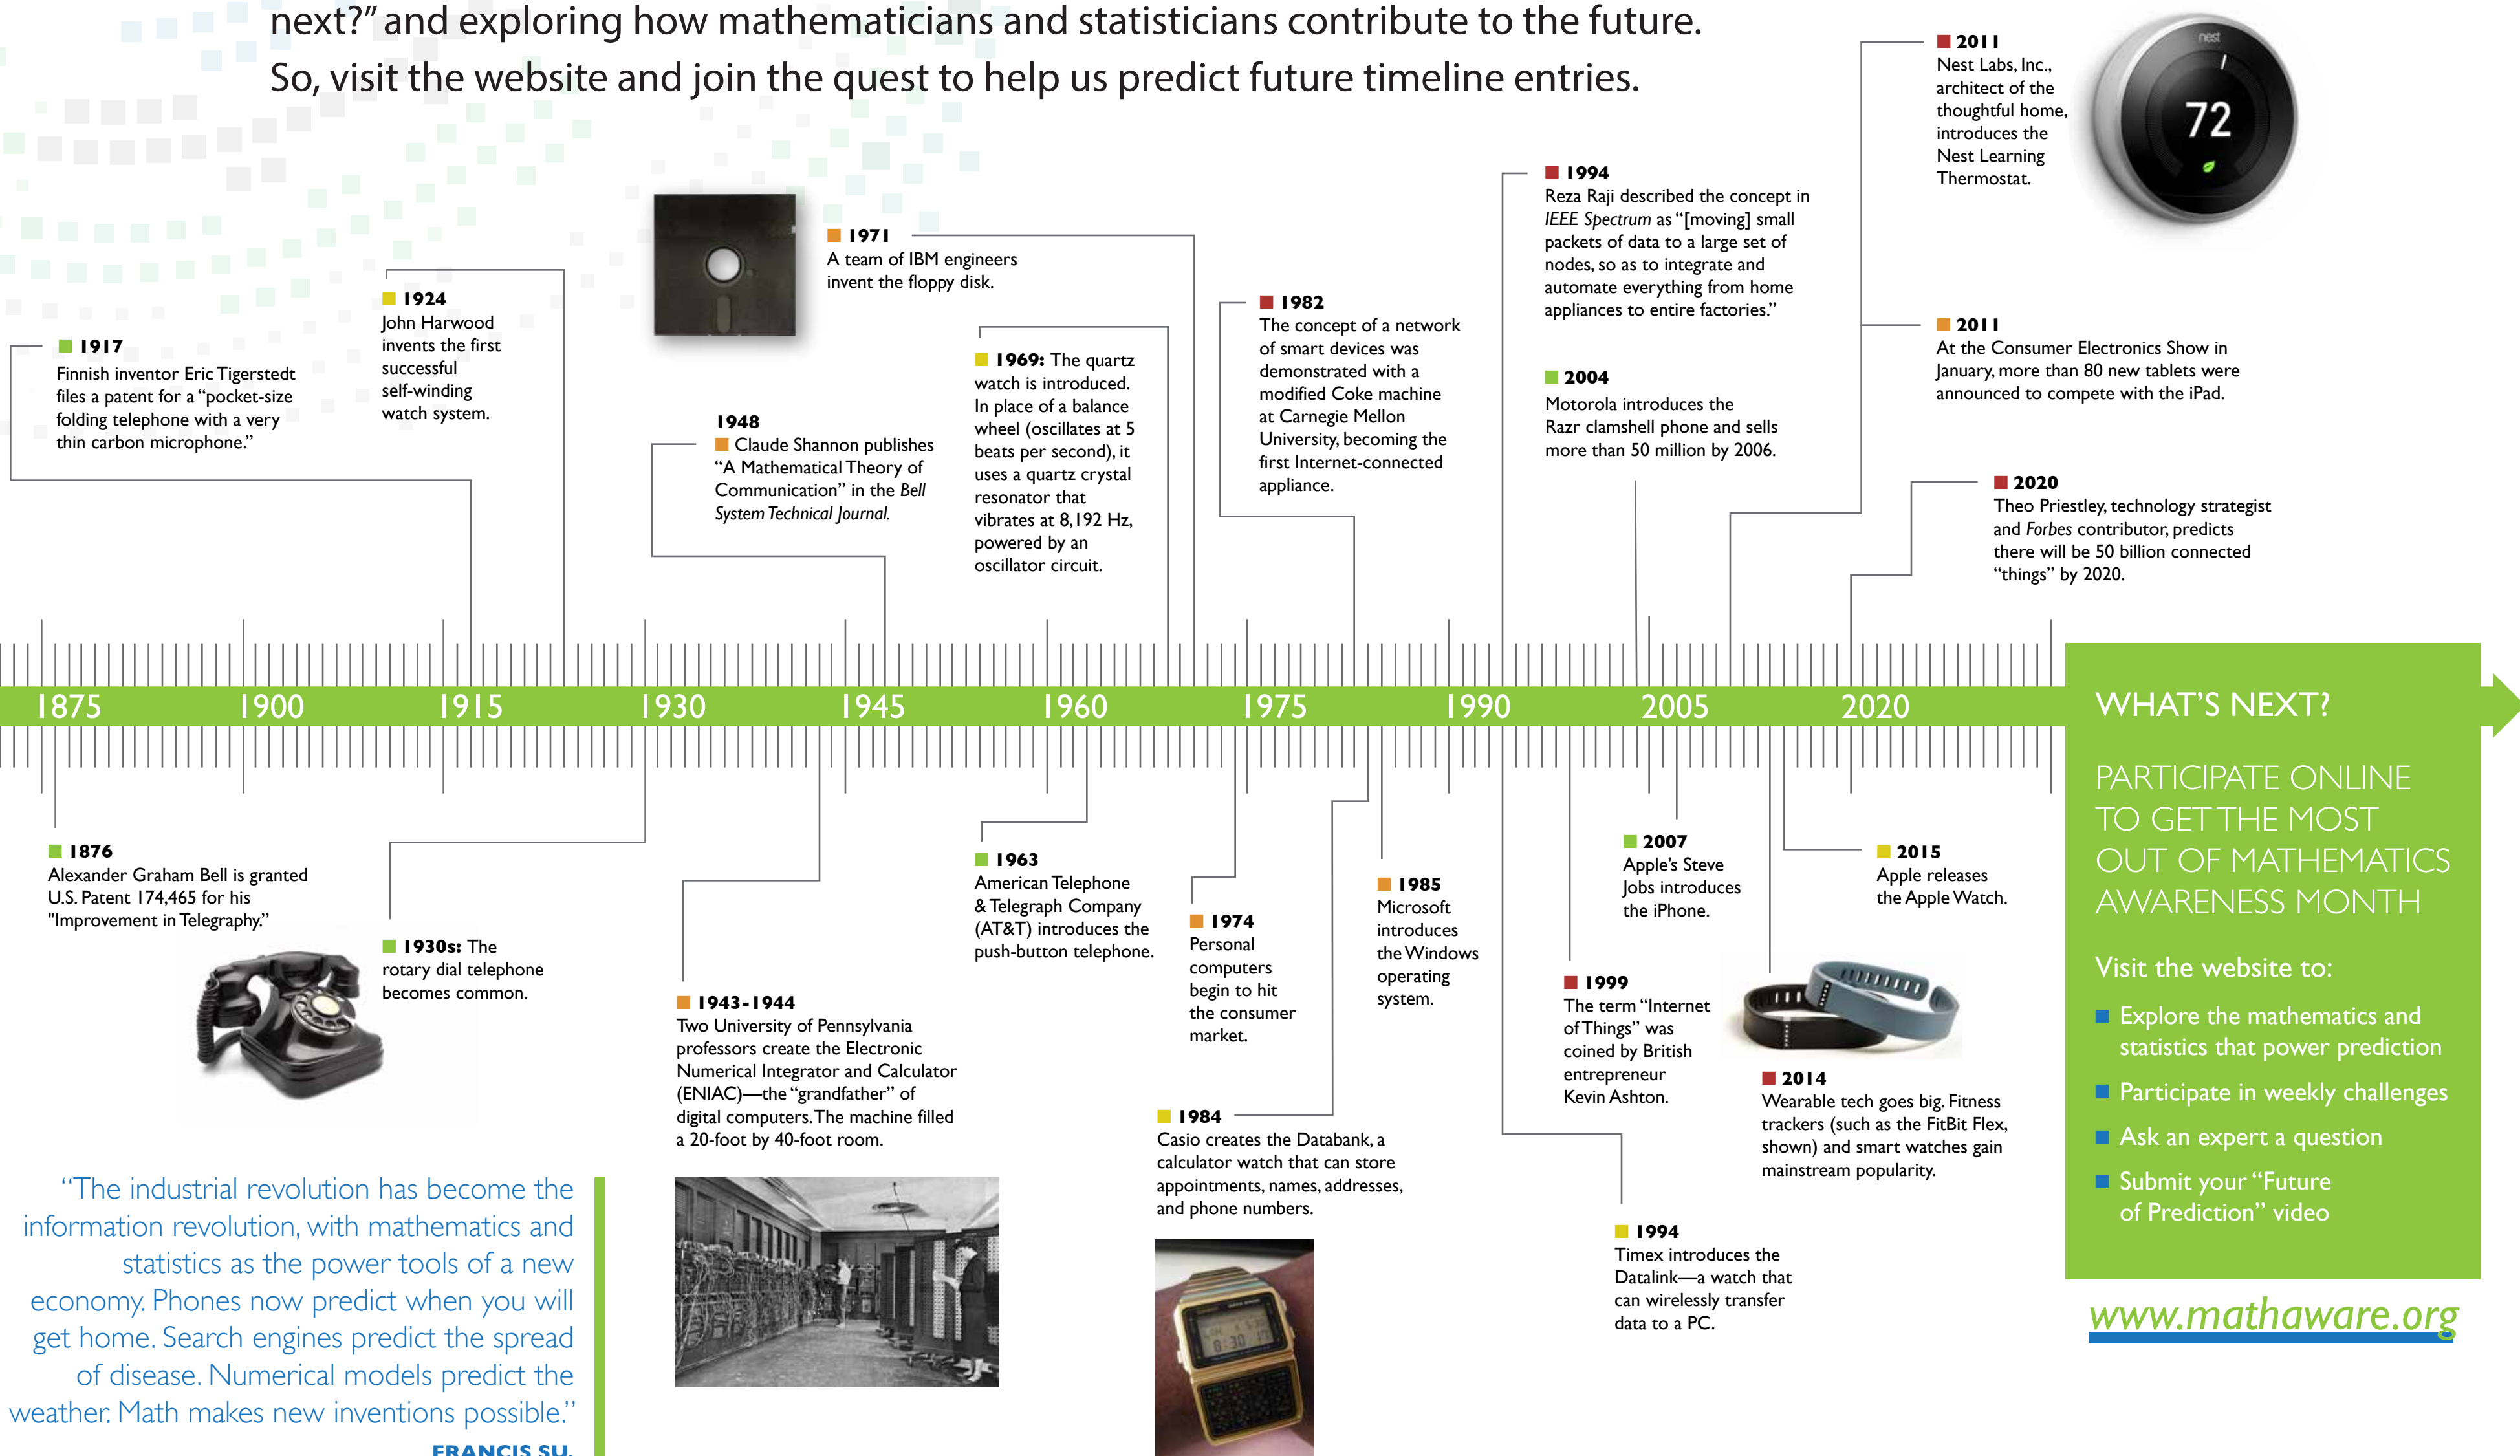 next?” and exploring how mathematicians and statisticians contribute to the future.
So, visit the website and join the quest to help us predict future timeline entries.
2011
Nest Labs, Inc.,
architect of the
thoughtful home,
introduces the
Nest Learning
Thermostat.
nest
72
1994
Reza Raji described the concept in
IEEE Spectrum as “[moving] small
packets of data to a large set of
nodes, so as to integrate and
automate everything from home
appliances to entire factories.”
1971
A team of IBM engineers
invent the floppy disk.
1924
John Harwood
invents the first
successful
self-winding
watch system.
1982
The concept of a network
of smart devices was
demonstrated with a
modified Coke machine
at Carnegie Mellon
University, becoming the
first Internet-connected
appliance.
2011
At the Consumer Electronics Show in
January, more than 80 new tablets were
announced to compete with the iPad.
1917
Finnish inventor Eric Tigerstedt
files a patent for a “pocket-size
folding telephone with a very
thin carbon microphone.”
1969: The quartz
watch is introduced.
In place of a balance
wheel (oscillates at 5
beats per second), it
uses a quartz crystal
resonator that
vibrates at 8,192 Hz,
powered by an
oscillator circuit.
2004
Motorola introduces the
Razr clamshell phone and sells
more than 50 million by 2006.
1948
Claude Shannon publishes
“A Mathematical Theory of
Communication” in the Bell
System Technical Journal.
2020
Theo Priestley, technology strategist
and Forbes contributor, predicts
there will be 50 billion connected
“things” by 2020.
1875 1900 1915 1930 1945 1960 1975 1990 2005 2020
WHAT’S NEXT?
PARTICIPATE ONLINE
TO GET THE MOST
OUT OF MATHEMATICS
AWARENESS MONTH
Visit the website to:
Explore the mathematics and
statistics that power prediction
Participate in weekly challenges
Ask an expert a question
Submit your “Future
of Prediction” video
www.mathaware.org
1876
Alexander Graham Bell is granted
U.S. Patent 174,465 for his
"Improvement in Telegraphy.”
1930s: The
rotary dial telephone
becomes common.
1943-1944
Two University of Pennsylvania
professors create the Electronic
Numerical Integrator and Calculator
(ENIAC)—the “grandfather” of
digital computers. The machine filled
a 20-foot by 40-foot room.
1963
American Telephone
& Telegraph Company
(AT&T) introduces the
push-button telephone.
1974
Personal
computers
begin to hit
the consumer
market.
1985
Microsoft
introduces
the Windows
operating
system.
1984
Casio creates the Databank, a
calculator watch that can store
appointments, names, addresses,
and phone numbers.
2007
Apple’s Steve
Jobs introduces
the iPhone.
2015
Apple releases
the Apple Watch.
1999
The term “Internet
of Things” was
coined by British
entrepreneur
Kevin Ashton.
2014
Wearable tech goes big. Fitness
trackers (such as the FitBit Flex,
shown) and smart watches gain
mainstream popularity.
1994
Timex introduces the
Datalink—a watch that
can wirelessly transfer
data to a PC.
“The industrial revolution has become the
information revolution, with mathematics and
statistics as the power tools of a new
economy. Phones now predict when you will
get home. Search engines predict the spread
of disease. Numerical models predict the
weather. Math makes new inventions possible.”
FRANCIS SU,